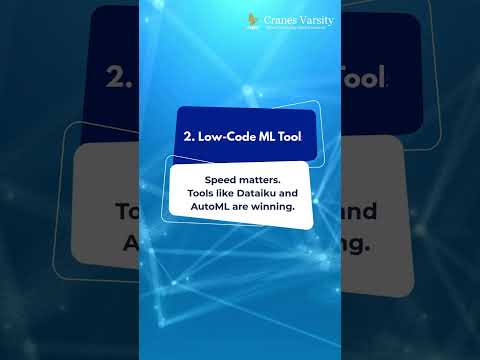 Cranes Varsity
2. Low-Code ML Tool
Speed matters.
Tools like Dataiku and
AutoML are winning.